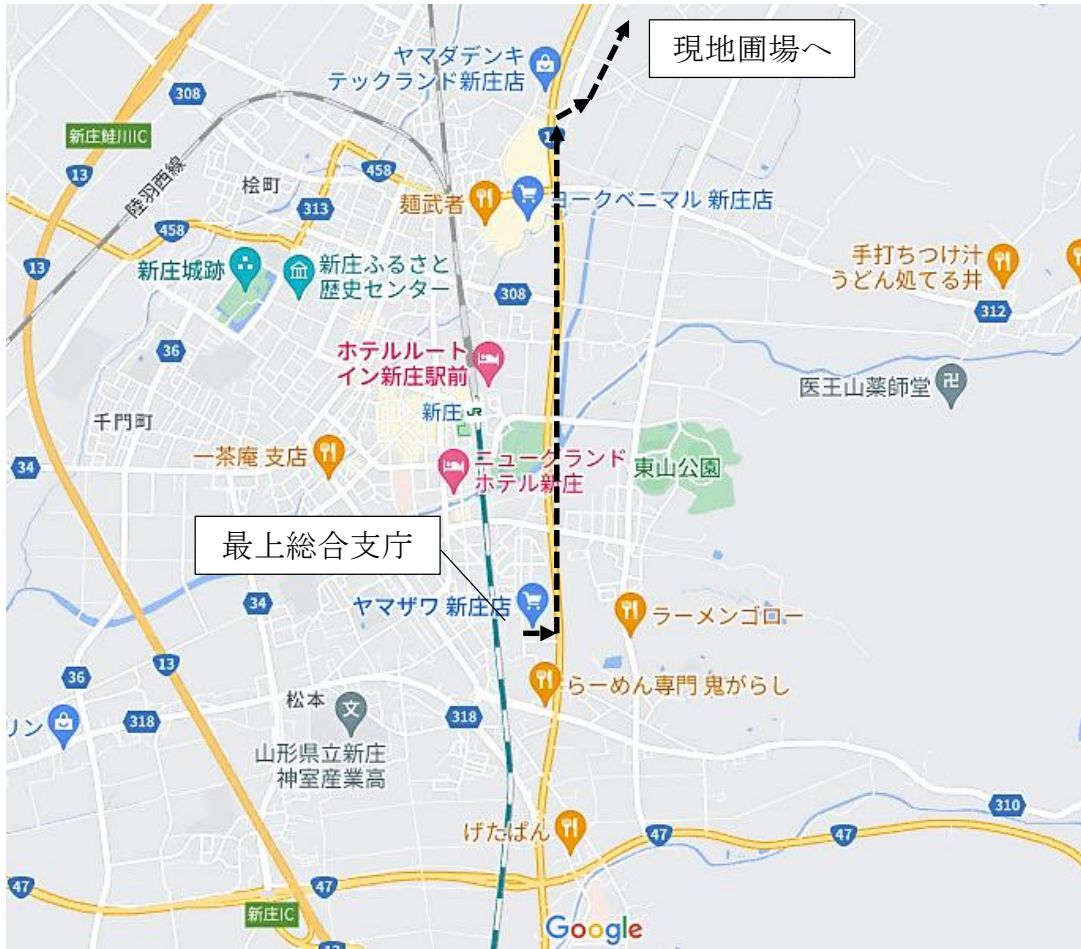 ヤマダデンキ
テックランド新庄店
現地圃場へ
308
新庄鮭川IC
13
陸羽西線
458
13
桧町
313
麺武者
ヨークベニマル 新庄店
458
13
新庄城跡
新庄ふるさと
歴史センター
308
手打ちつけ汁
うどん処てる井
312
36
ホテルルート
イン新庄駅前
医王山薬師堂
千門町
新庄
JR
34
一茶庵 支店
ニューグランド
ホテル新庄
東山公園
最上総合支庁
34
ヤマザワ 新庄店
ラーメンゴロー
13
36
らーめん専門 鬼がらし
松本
318
318
リン
山形県立新庄
神室産業高
310
げたぱん
47
47
47
47
新庄IC
13
Google